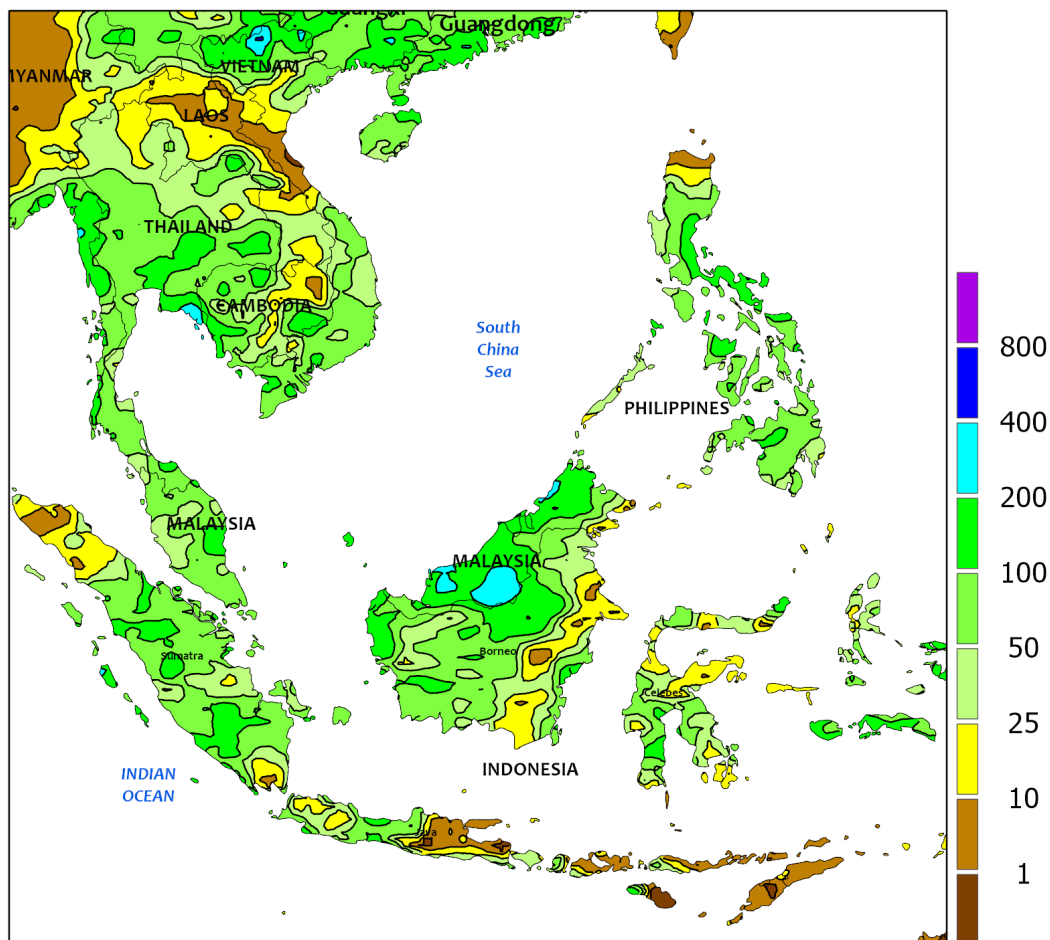 Guangdong
VIETNAM
MYANMAR
LAOS
THAILAND
CAMBODIA
South
China
Sea
PHILIPPINES
MALAYSIA
MALAYSIA
Sumatra
Borneo
Celebes
INDIAN
OCEAN
INDONESIA
Java
800
400
200
100
50
25
10
1